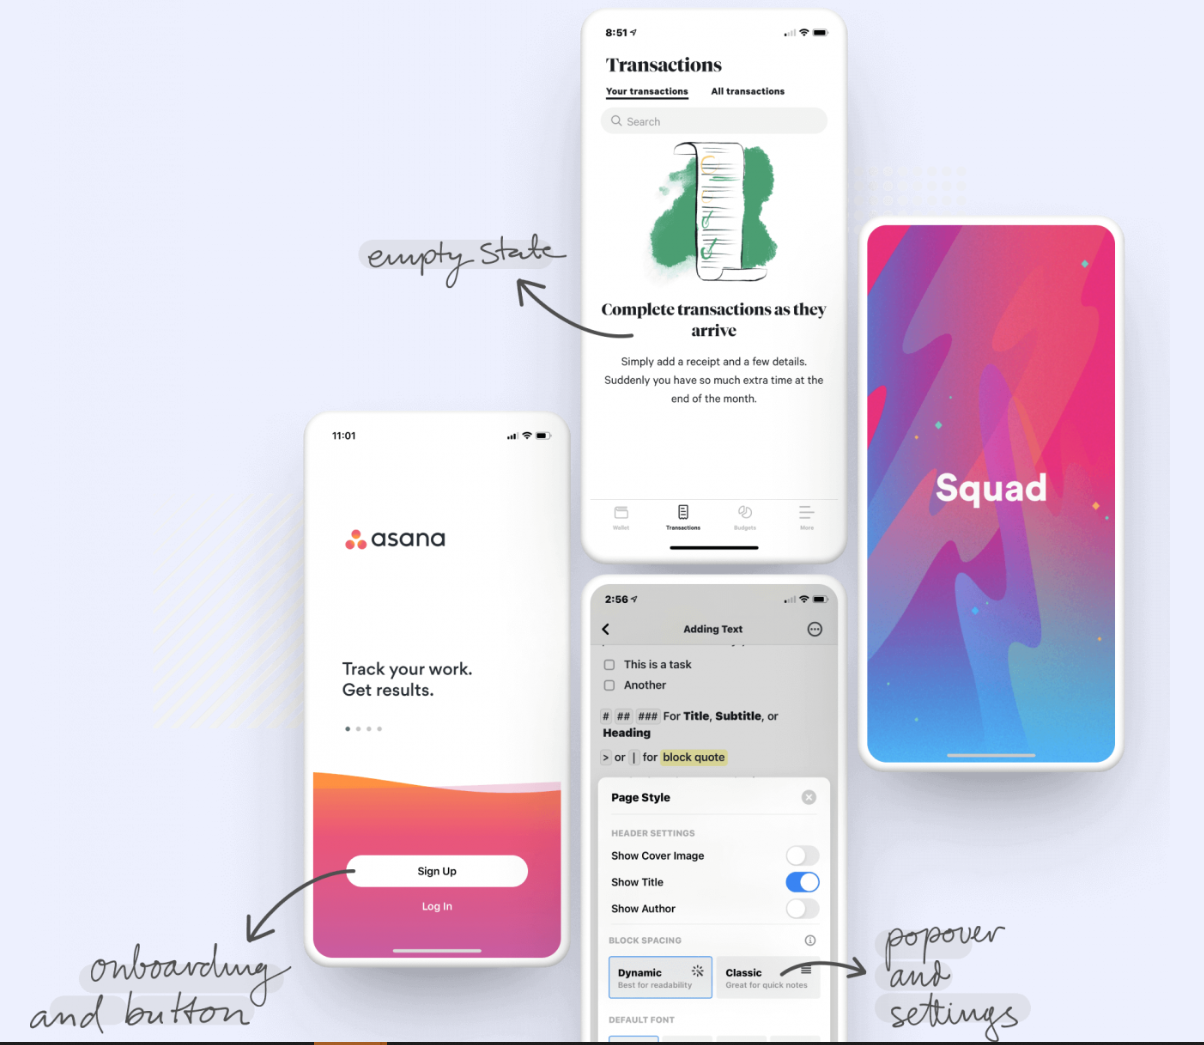 8:51
Transactions
Your transactions All transactions
Search
Complete transactions as they
arrive
Simply add a receipt and a few details.
Suddenly you have so much extra time at the
end of the month.
Wallet Transactions Budgets More
empty state
Squad
11:01
asana
Track your work.
Get results.
Sign Up
Log In
onboarding
and button
2:56
Adding Text
This is a task
Another
# ## ### For Title, Subtitle, or
Heading
> or | for block quote
Page Style
HEADER SETTINGS
Show Cover Image
Show Title
Show Author
BLOCK SPACING
Dynamic Classic
Best for readability Great for quick notes
DEFAULT FONT
popover
and
settings